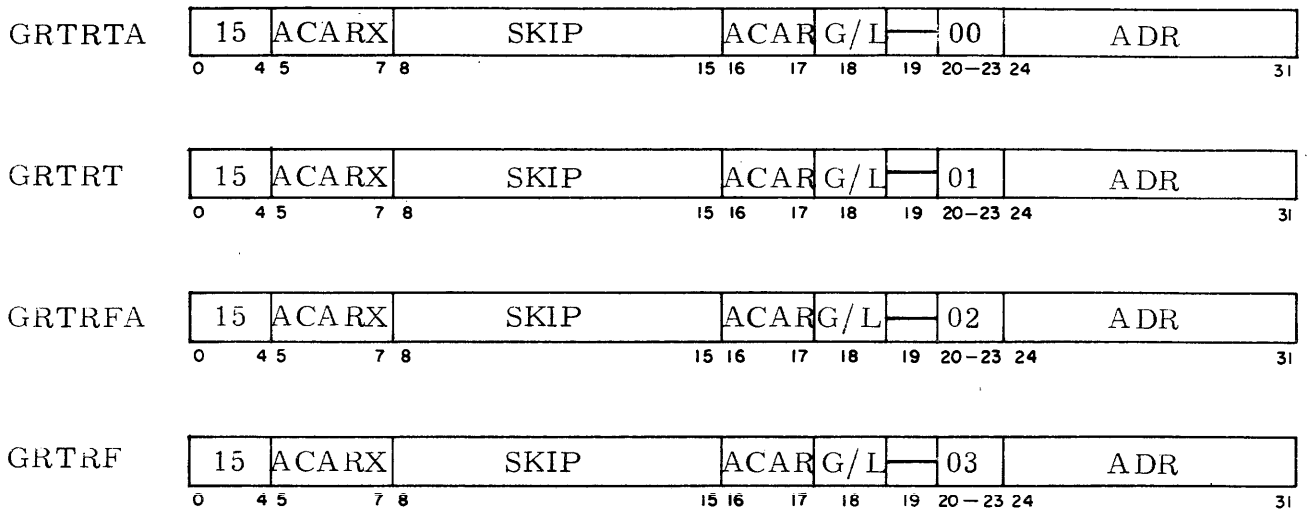 GRTRTA 15 ACARX SKIP ACAR G/L 00 ADR
0 4 5 7 8 15 16 17 18 19 20-23 24 31
GRTRT 15 ACARX SKIP ACAR G/L 01 ADR
0 4 5 7 8 15 16 17 18 19 20-23 24 31
GRTRFA 15 ACARX SKIP ACAR G/L 02 ADR
0 4 5 7 8 15 16 17 18 19 20-23 24 31
GRTRF 15 ACARX SKIP ACAR G/L 03 ADR
0 4 5 7 8 15 16 17 18 19 20-23 24 31